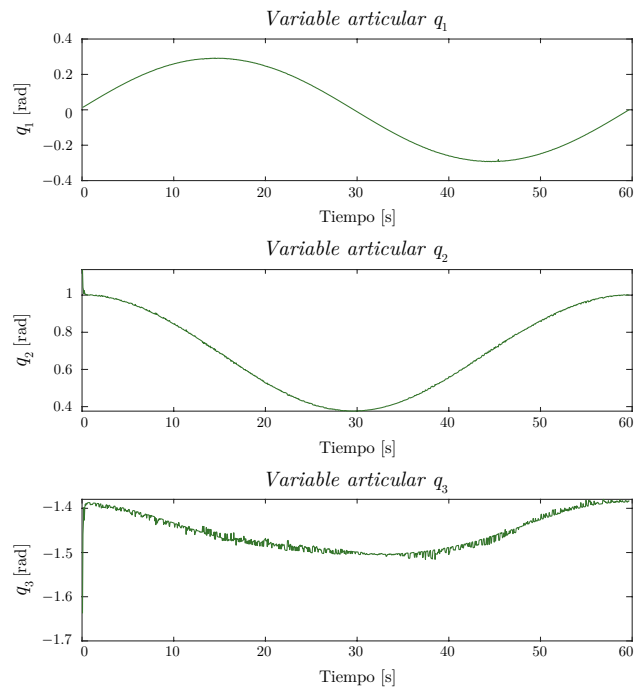 Variable articular q₁
0.4
0.2
0
−0.2
−0.4
q₁ [rad]
0 10 20 30 40 50 60
Tiempo [s]
Variable articular q₂
1
0.8
0.6
0.4
q₂ [rad]
0 10 20 30 40 50 60
Tiempo [s]
Variable articular q₃
−1.4
−1.5
−1.6
−1.7
q₃ [rad]
0 10 20 30 40 50 60
Tiempo [s]